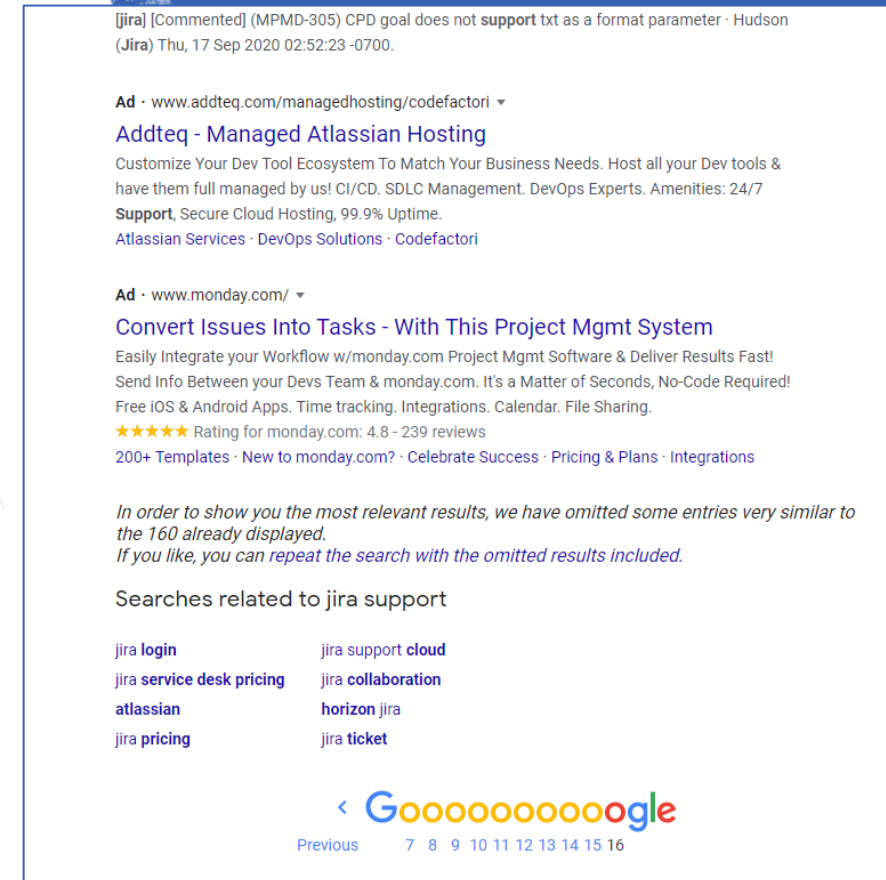 [jira] [Commented] (MPMD-305) CPD goal does not support txt as a format parameter · Hudson
(Jira) Thu, 17 Sep 2020 02:52:23 -0700.
Ad · www.addteq.com/managedhosting/codefactori
Addteq - Managed Atlassian Hosting
Customize Your Dev Tool Ecosystem To Match Your Business Needs. Host all your Dev tools &
have them full managed by us! CI/CD. SDLC Management. DevOps Experts. Amenities: 24/7
Support, Secure Cloud Hosting, 99.9% Uptime.
Atlassian Services · DevOps Solutions · Codefactori
Ad · www.monday.com/
Convert Issues Into Tasks - With This Project Mgmt System
Easily Integrate your Workflow w/monday.com Project Mgmt Software & Deliver Results Fast!
Send Info Between your Devs Team & monday.com. It's a Matter of Seconds, No-Code Required!
Free iOS & Android Apps. Time tracking. Integrations. Calendar. File Sharing.
★★★★★ Rating for monday.com: 4.8 - 239 reviews
200+ Templates · New to monday.com? · Celebrate Success · Pricing & Plans · Integrations
In order to show you the most relevant results, we have omitted some entries very similar to
the 160 already displayed.
If you like, you can repeat the search with the omitted results included.
Searches related to jira support
jira login
jira service desk pricing
atlassian
jira pricing
jira support cloud
jira collaboration
horizon jira
jira ticket
< Goooooooooogle
Previous 7 8 9 10 11 12 13 14 15 16